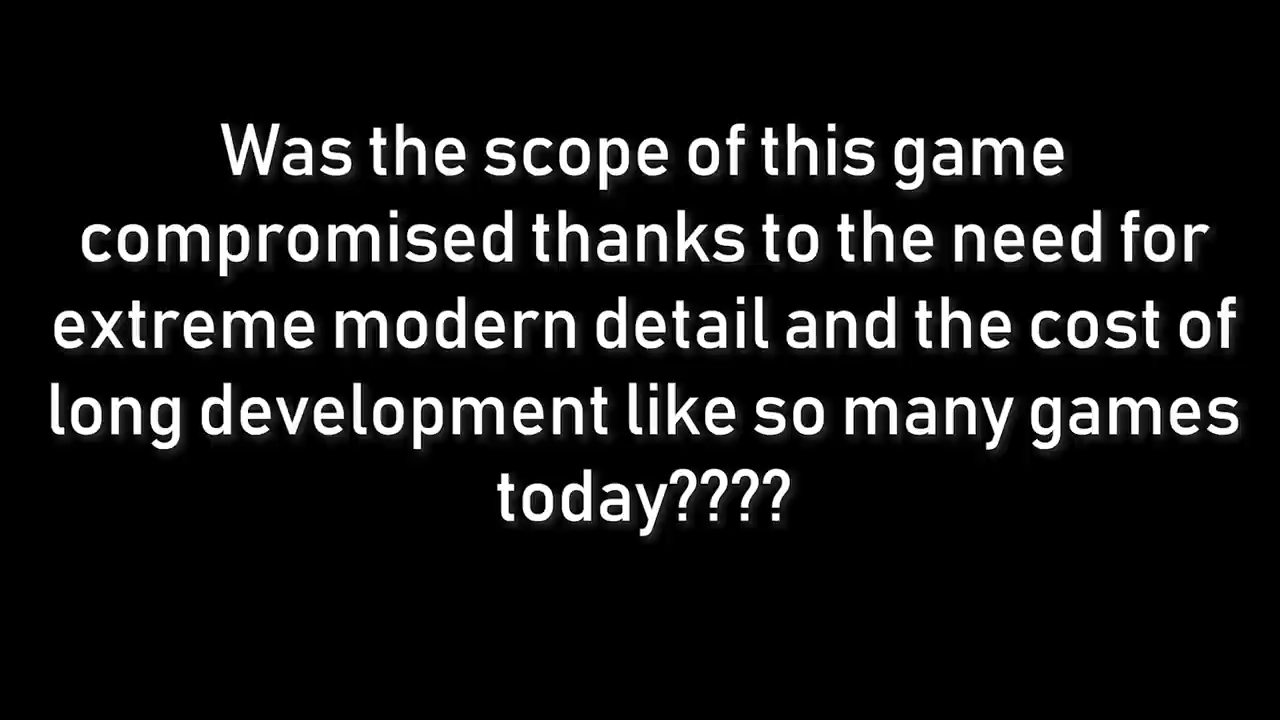 Was the scope of this game
compromised thanks to the need for
extreme modern detail and the cost of
long development like so many games
today????